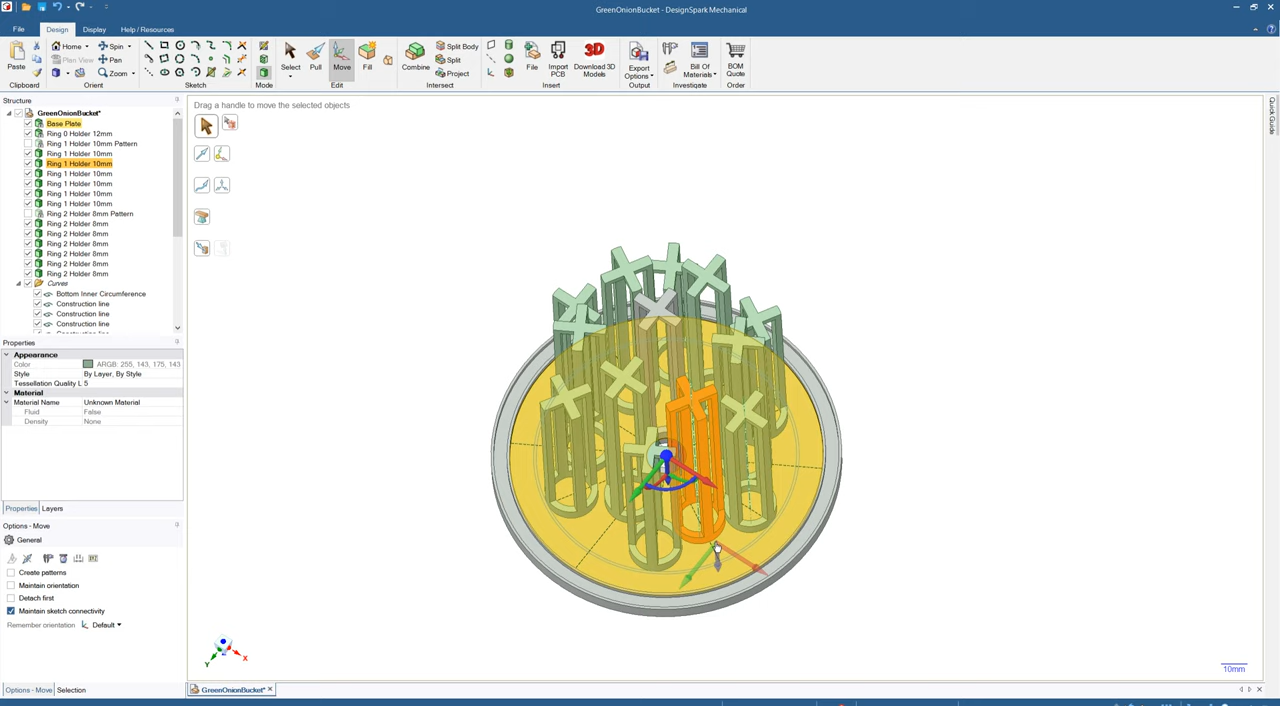 GreenOnionBucket* - DesignSpark Mechanical
File Design Display Help / Resources
Paste
Home
Plan View
Spin
Pan
Zoom
Select
Pull
Move
Fill
Combine
Split Body
Split
Project
File
Import PCB
Download 3D Models
Export Options
Bill Of Materials
BOM Quote
3D
Clipboard Orient Sketch Mode Edit Intersect Insert Output Investigate Order
Structure
GreenOnionBucket*
Base Plate
Ring 0 Holder 12mm
Ring 1 Holder 10mm Pattern
Ring 1 Holder 10mm
Ring 1 Holder 10mm
Ring 1 Holder 10mm
Ring 1 Holder 10mm
Ring 1 Holder 10mm
Ring 1 Holder 10mm
Ring 2 Holder 8mm Pattern
Ring 2 Holder 8mm
Ring 2 Holder 8mm
Ring 2 Holder 8mm
Ring 2 Holder 8mm
Ring 2 Holder 8mm
Ring 2 Holder 8mm
Curves
Bottom Inner Circumference
Construction line
Construction line
Construction line
Properties
Appearance
Color ARGB: 255, 143, 175, 143
Style By Layer, By Style
Tessellation Quality L 5
Material
Material Name Unknown Material
Fluid False
Density None
Properties Layers
Options - Move
General
Create patterns
Maintain orientation
Detach first
Maintain sketch connectivity
Remember orientation Default
Options - Move Selection
Drag a handle to move the selected objects
Quick Guide
X
Y
10mm
GreenOnionBucket*